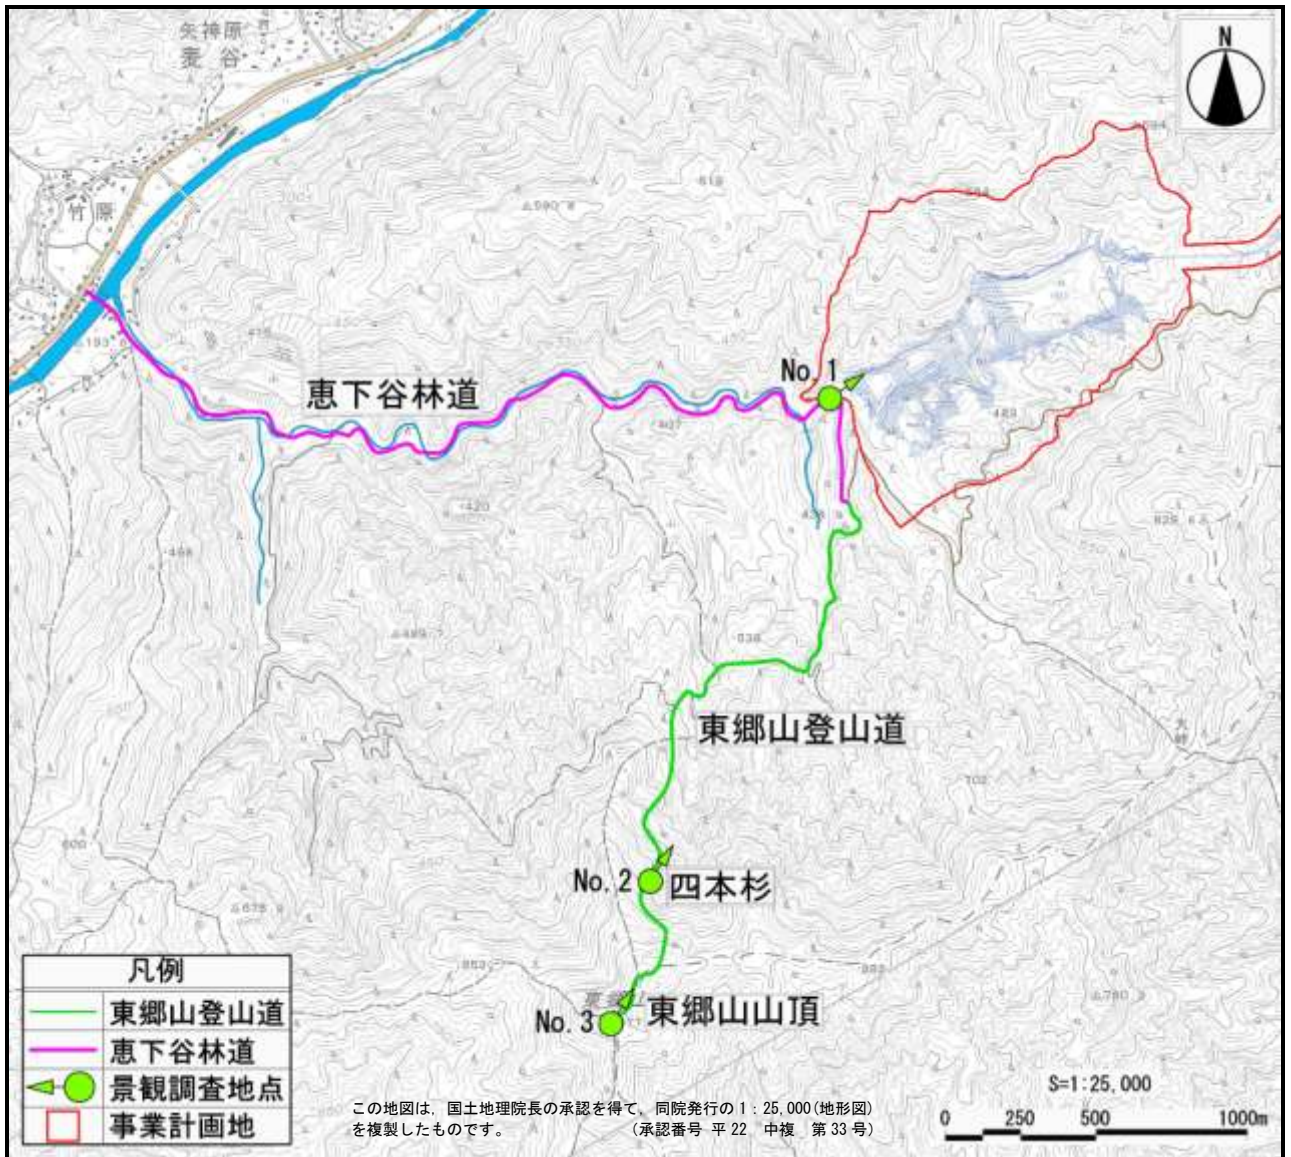 矢神原
麦谷
N
竹原
No.1
恵下谷林道
東郷山登山道
No.2
四本杉
No.3
東郷山山頂
凡例
東郷山登山道
恵下谷林道
景観調査地点
事業計画地
この地図は，国土地理院長の承認を得て，同院発行の1：25,000(地形図)
を複製したものです。 (承認番号 平22 中複 第33号)
S=1:25,000
0 250 500 1000m